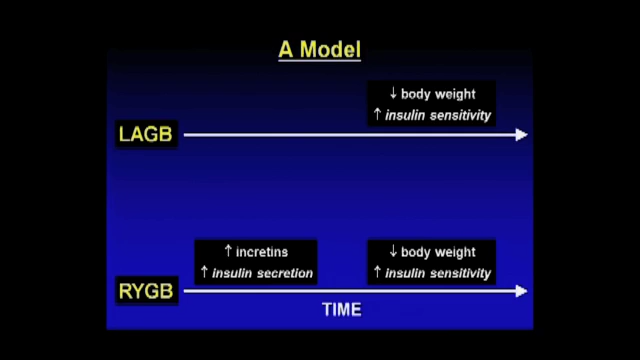 A Model
↓ body weight
↑ insulin sensitivity
LAGB
↑ incretins
↑ insulin secretion
↓ body weight
↑ insulin sensitivity
RYGB
TIME